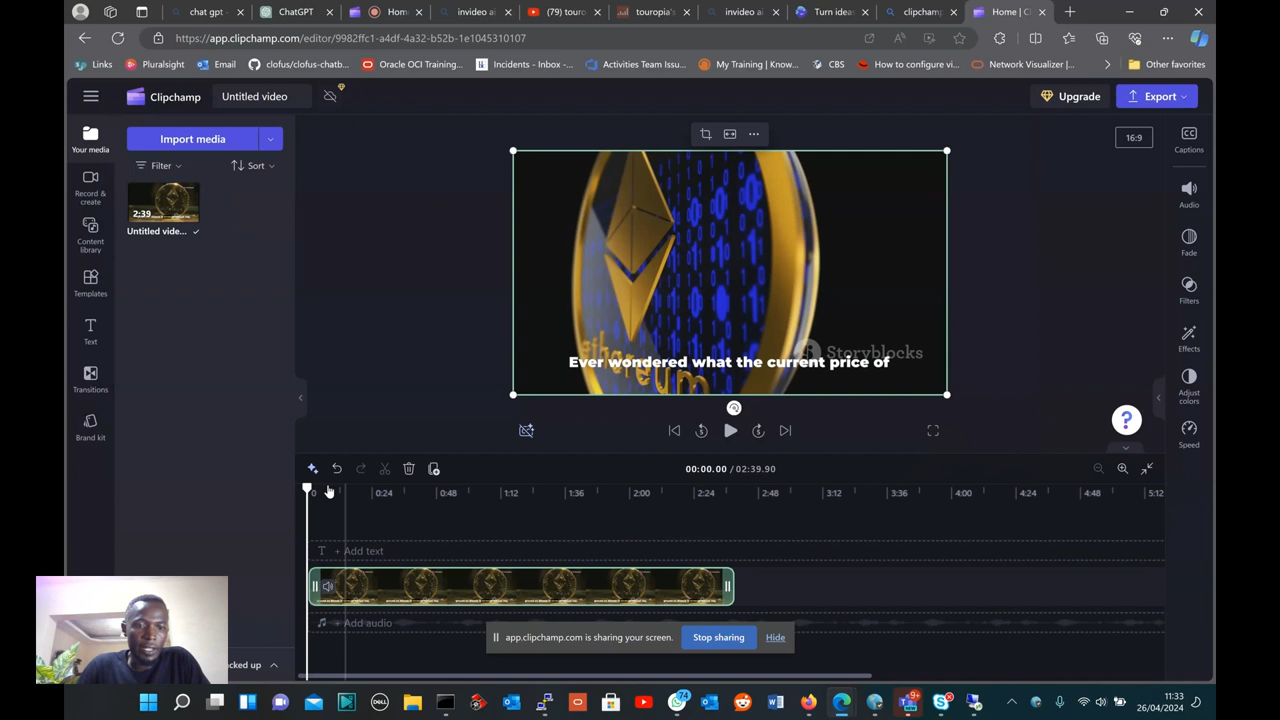 chat gpt -
ChatGPT
Hom
invideo ai
(79) touro
touropia's
invideo ai
Turn idea
clipchamp
Home | C
https://app.clipchamp.com/editor/9982ffc1-a4df-4a32-b52b-1e1045310107
Links
Pluralsight
Email
clofus/clofus-chatb...
Oracle OCI Training...
Incidents - Inbox -...
Activities Team Issu...
My Training | Know...
CBS
How to configure vi...
Network Visualizer |...
Other favorites
Clipchamp
Untitled video
Upgrade
Export
Your media
Import media
16:9
Captions
Filter
Sort
Record & create
2:39
Untitled vide...
Audio
Content library
Fade
Templates
Filters
Text
ethereum
Storyblocks
Ever wondered what the current price of
Effects
Transitions
Adjust colors
Brand kit
?
Speed
00:00.00 / 02:39.90
0
0:24
0:48
1:12
1:36
2:00
2:24
2:48
3:12
3:36
4:00
4:24
4:48
5:12
T + Add text
+ Add audio
app.clipchamp.com is sharing your screen.
Stop sharing
Hide
acked up
74
9+
11:33
26/04/2024